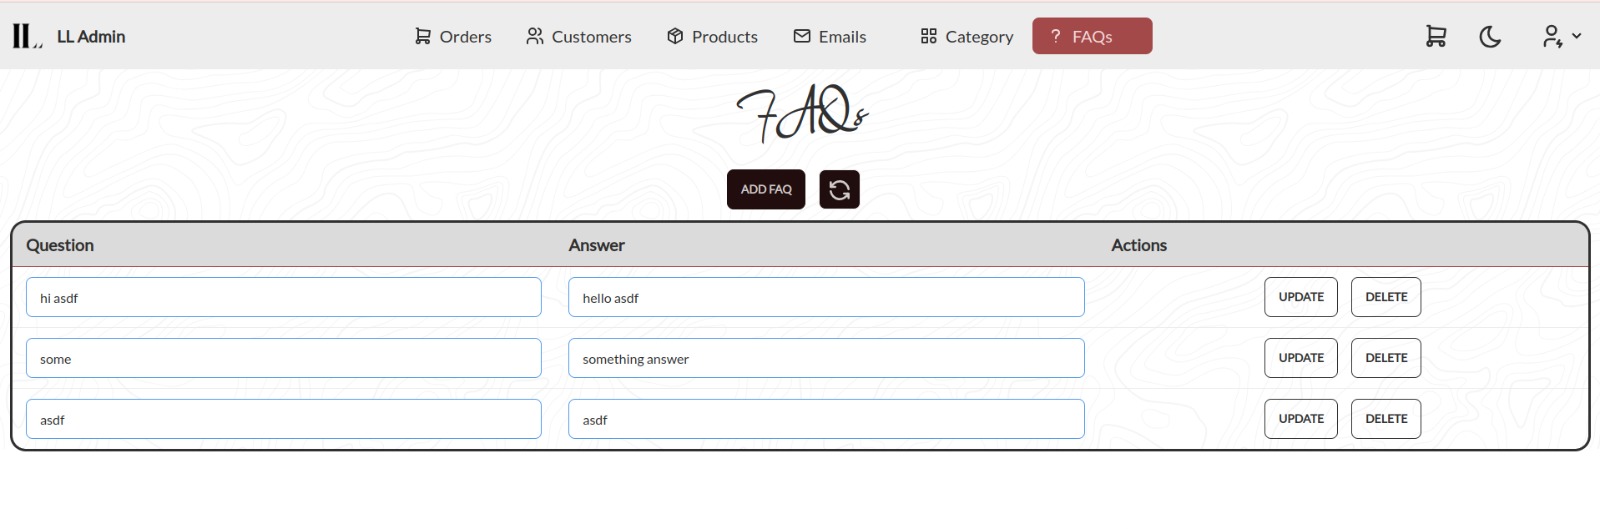 LL Admin Orders Customers Products Emails Category ? FAQs
FAQs
ADD FAQ
Question Answer Actions
hi asdf hello asdf UPDATE DELETE
some something answer UPDATE DELETE
asdf asdf UPDATE DELETE